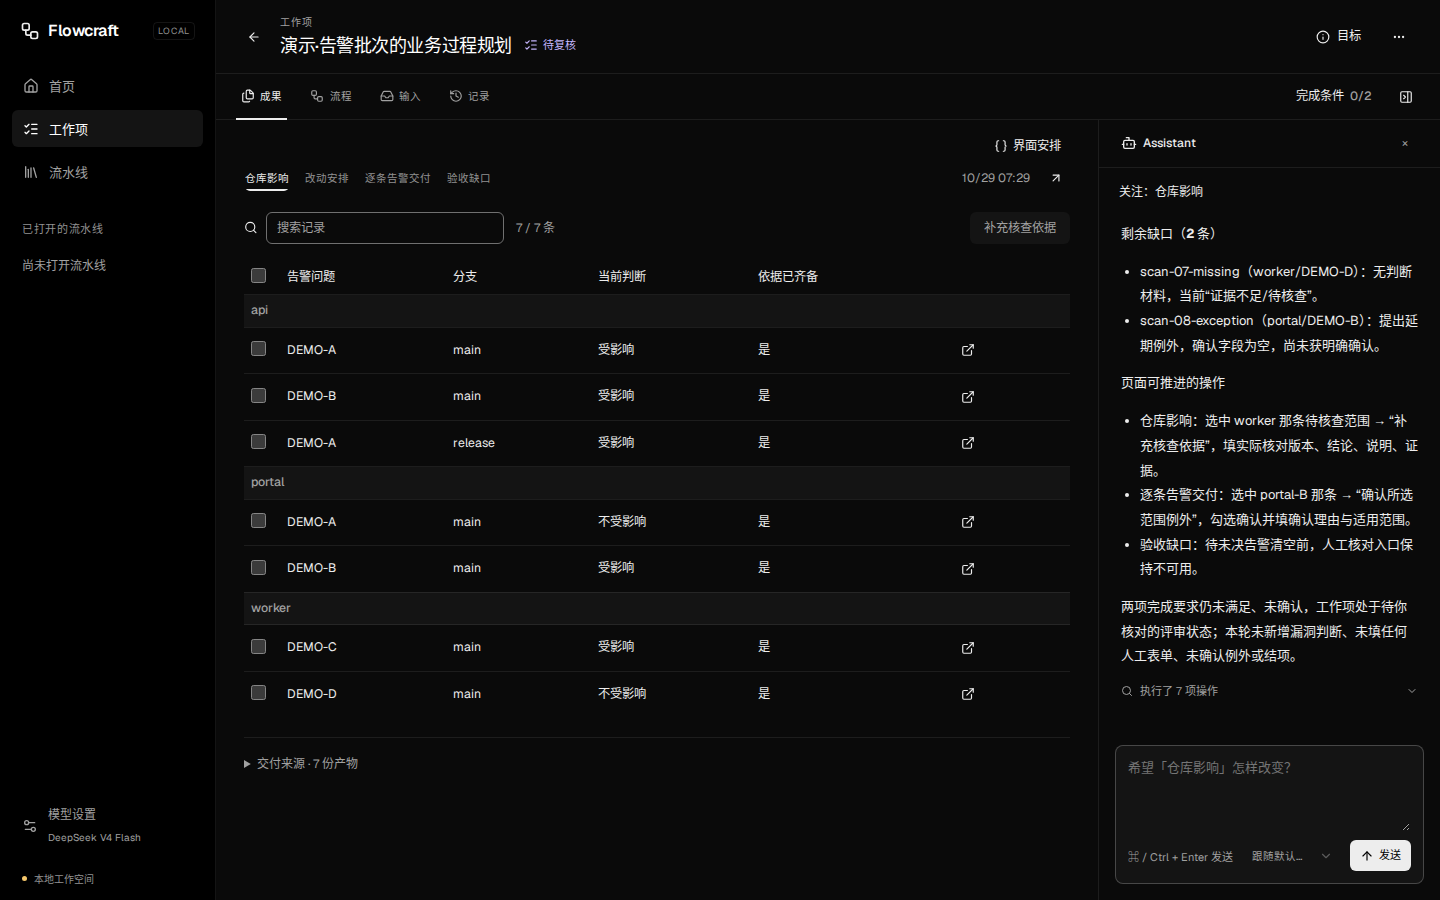 Flowcraft
LOCAL
首页
工作项
流水线
已打开的流水线
尚未打开流水线
模型设置
DeepSeek V4 Flash
本地工作空间
工作项
演示·告警批次的业务过程规划
待复核
目标
成果
流程
输入
记录
完成条件 0/2
{ } 界面安排
仓库影响
改动安排
逐条告警交付
验收缺口
10/29 07:29
搜索记录
7 / 7 条
补充核查依据
告警问题 分支 当前判断 依据已齐备
api
DEMO-A main 受影响 是
DEMO-B main 受影响 是
DEMO-A release 受影响 是
portal
DEMO-A main 不受影响 是
DEMO-B main 受影响 是
worker
DEMO-C main 受影响 是
DEMO-D main 不受影响 是
交付来源 · 7 份产物
Assistant
×
关注：仓库影响
剩余缺口（2 条）
• scan-07-missing（worker/DEMO-D）：无判断
材料，当前“证据不足/待核查”。
• scan-08-exception（portal/DEMO-B）：提出延
期例外，确认字段为空，尚未获明确确认。
页面可推进的操作
• 仓库影响：选中 worker 那条待核查范围 → “补
充核查依据”，填实际核对版本、结论、说明、证
据。
• 逐条告警交付：选中 portal-B 那条 → “确认所选
范围例外”，勾选确认并填确认理由与适用范围。
• 验收缺口：待未决告警清空前，人工核对入口保
持不可用。
两项完成要求仍未满足、未确认，工作项处于待你
核对的评审状态；本轮未新增漏洞判断、未填任何
人工表单、未确认例外或结项。
执行了 7 项操作
希望「仓库影响」怎样改变？
⌘ / Ctrl + Enter 发送
跟随默认...
发送